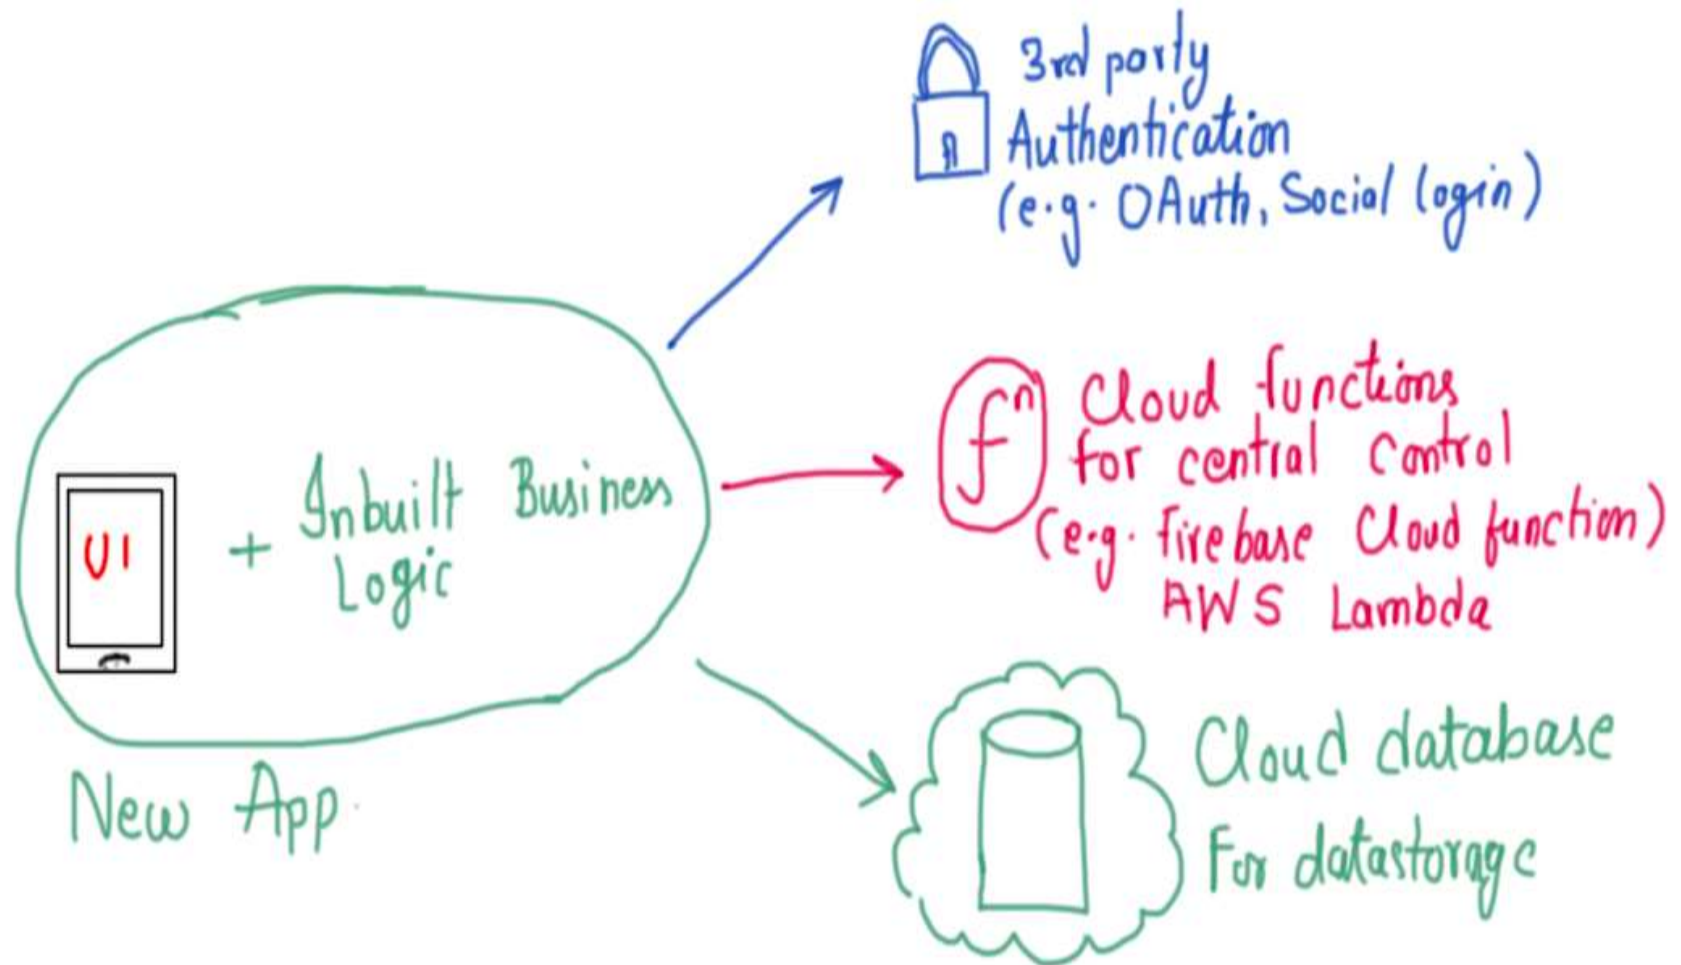 3rd party
Authentication
(e.g. OAuth, Social login)
fn
Cloud functions
for central control
(e.g. firebase Cloud function)
AWS Lambda
UI
+ Inbuilt Business
Logic
New App.
Cloud database
For datastorage